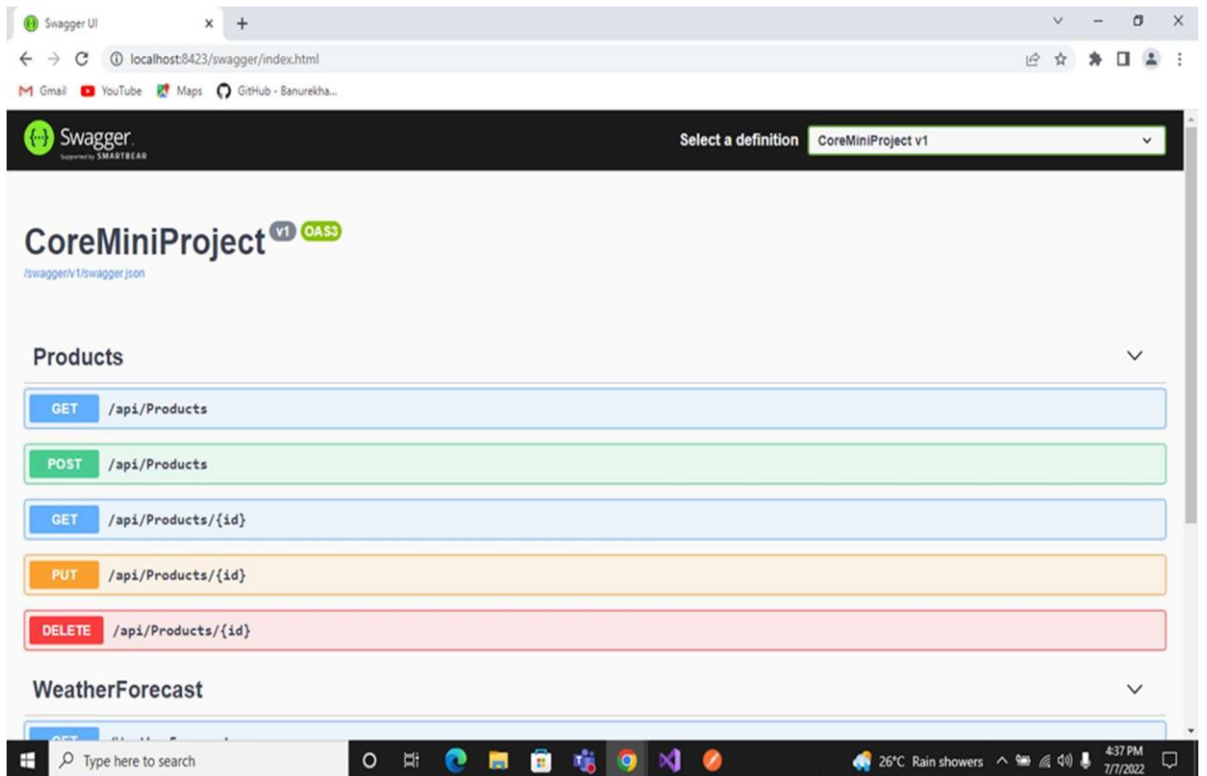 Swagger UI
localhost:8423/swagger/index.html
Gmail YouTube Maps GitHub - Banurekha...
Swagger.
Supported by SMARTBEAR
Select a definition CoreMiniProject v1
CoreMiniProject v1 OAS3
/swagger/v1/swagger.json
Products
GET /api/Products
POST /api/Products
GET /api/Products/{id}
PUT /api/Products/{id}
DELETE /api/Products/{id}
WeatherForecast
GET
Type here to search
26°C Rain showers
4:37 PM
7/7/2022